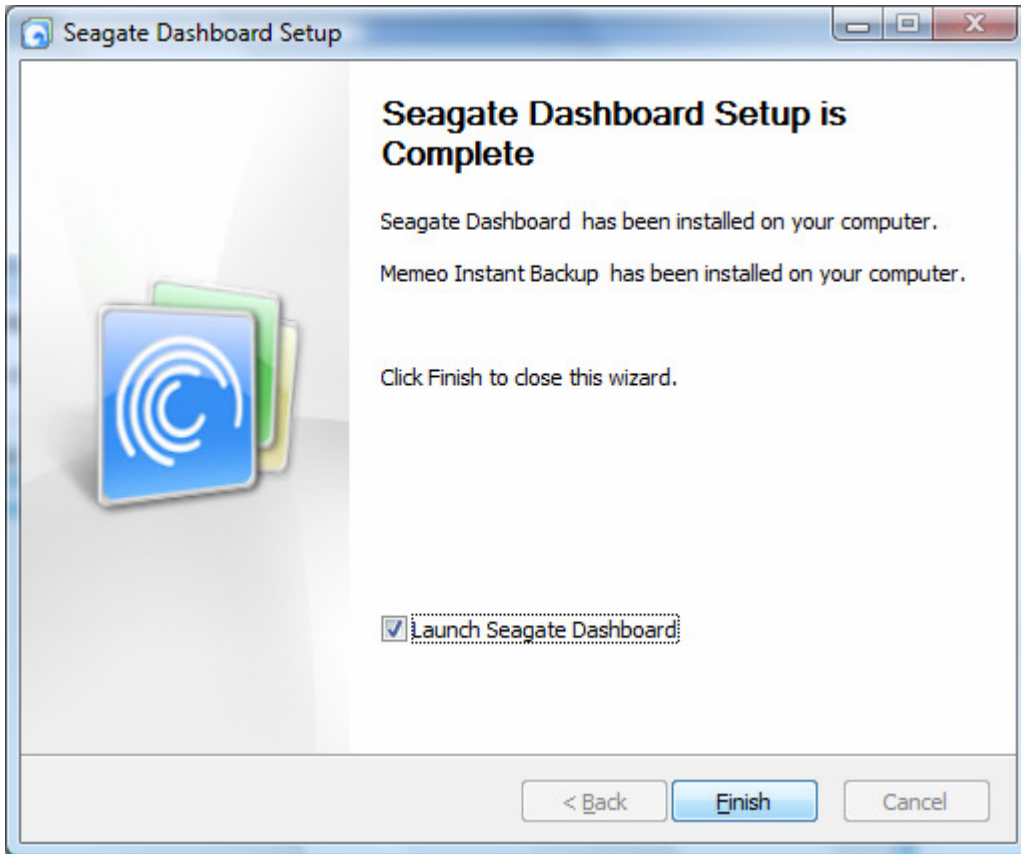 Seagate Dashboard Setup
Seagate Dashboard Setup is
Complete
Seagate Dashboard  has been installed on your computer.
Memeo Instant Backup  has been installed on your computer.
Click Finish to close this wizard.
Launch Seagate Dashboard
< Back
Finish
Cancel